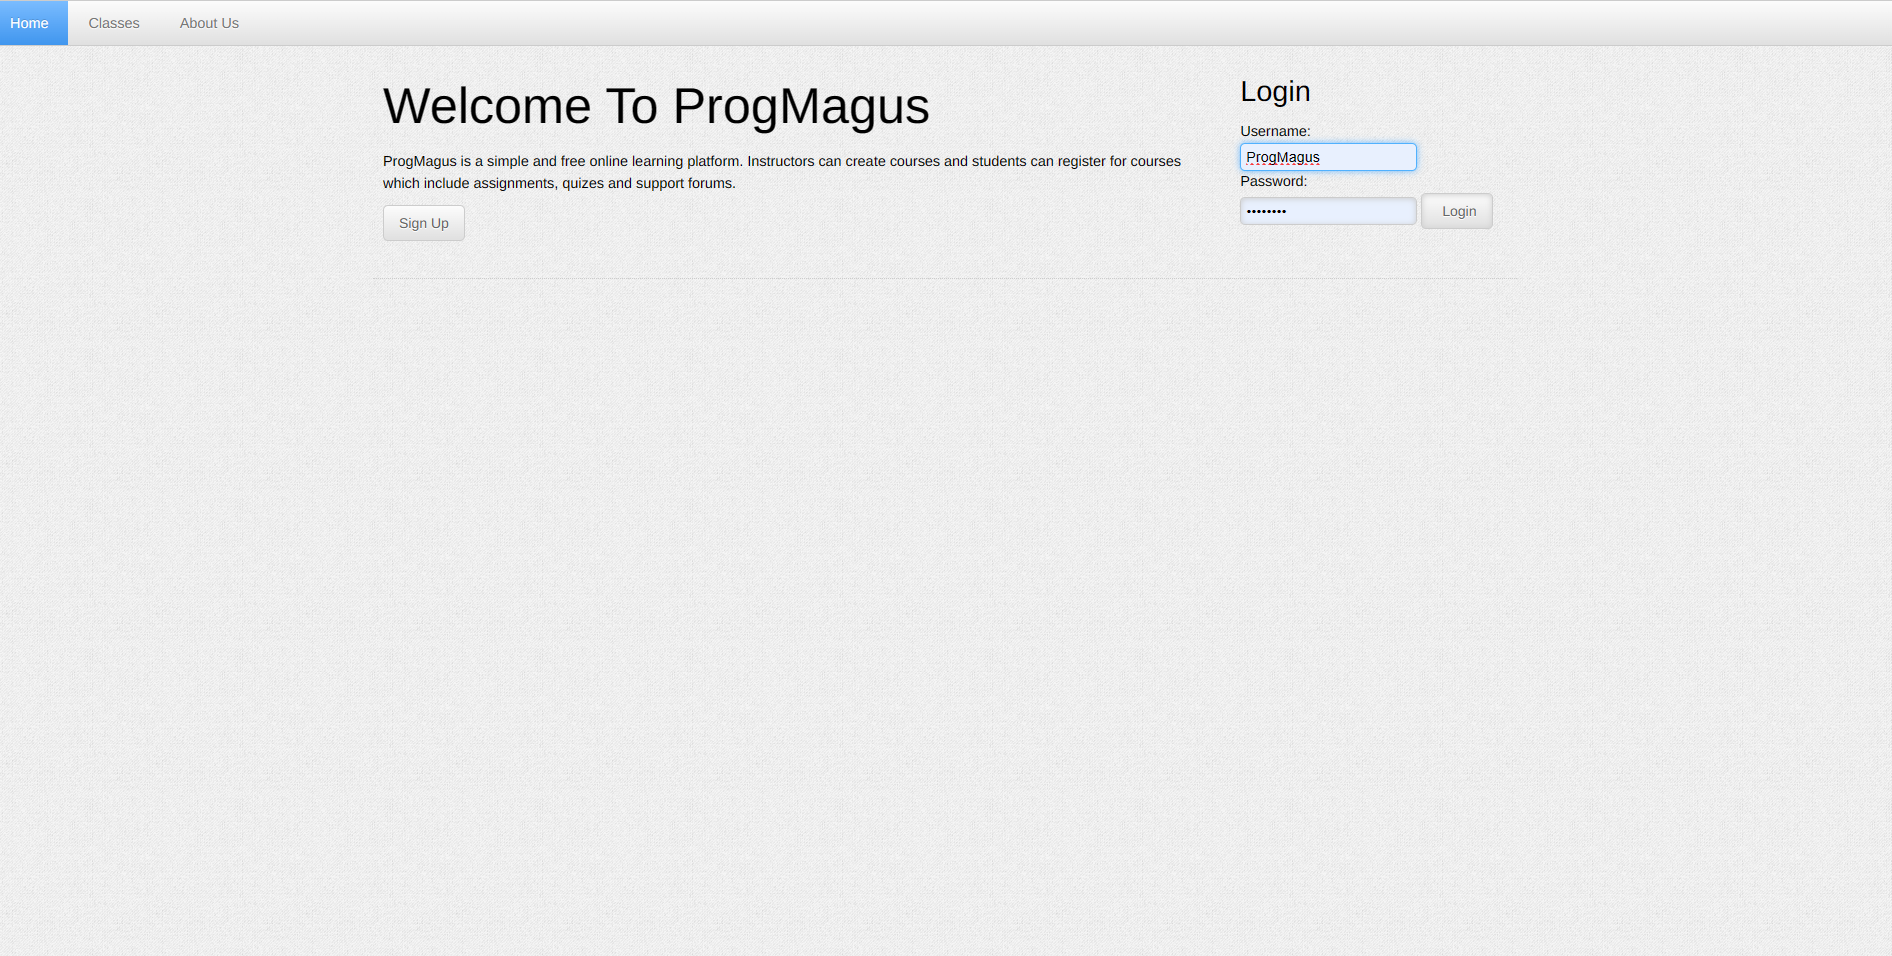 Home Classes About Us
Welcome To ProgMagus
ProgMagus is a simple and free online learning platform. Instructors can create courses and students can register for courses
which include assignments, quizes and support forums.
Sign Up
Login
Username:
ProgMagus
Password:
••••••••
Login